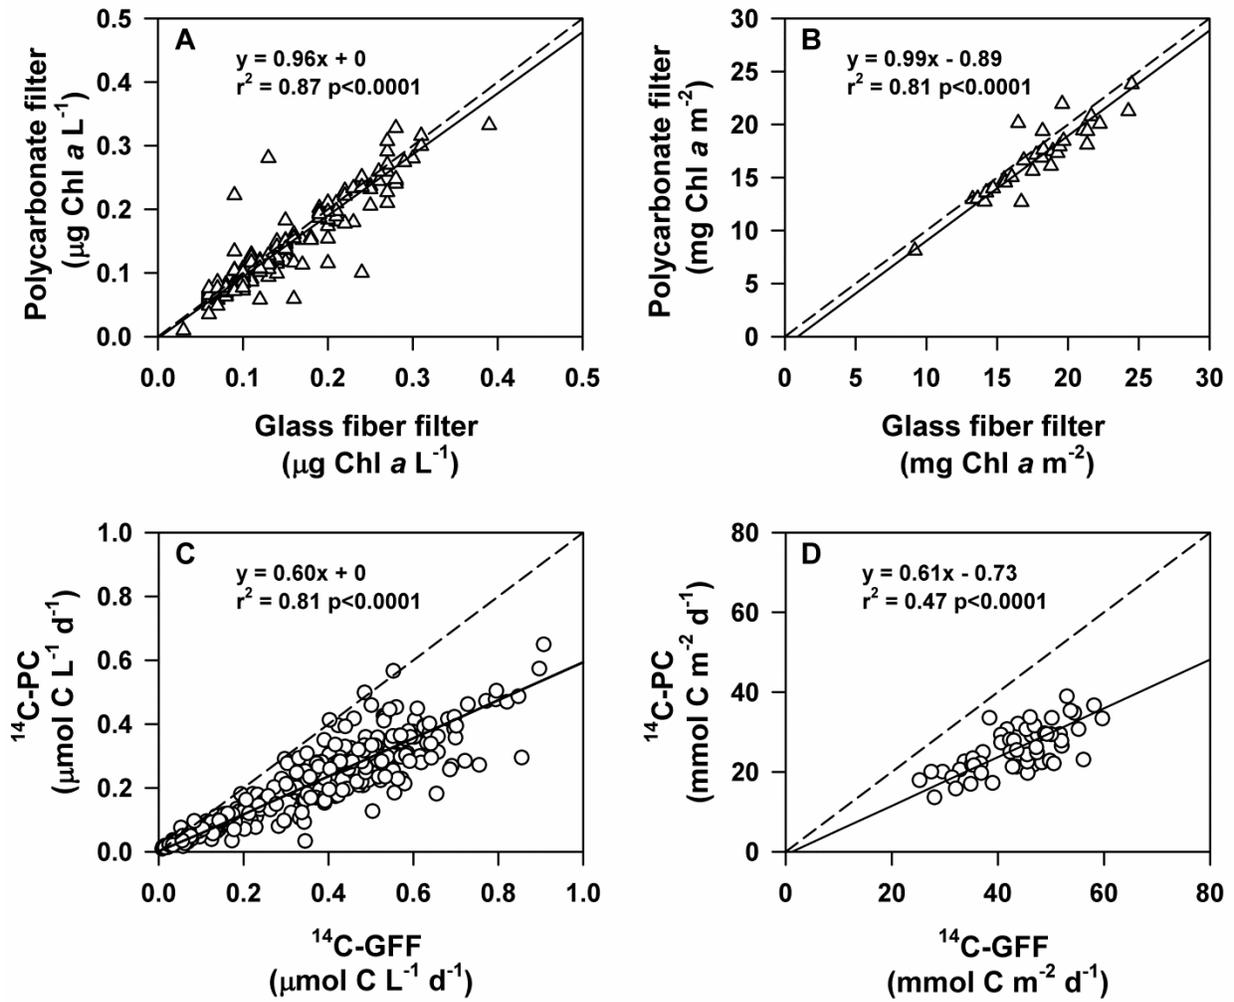 A
y = 0.96x + 0
r² = 0.87 p<0.0001
Polycarbonate filter
(µg Chl a L⁻¹)
0.5
0.4
0.3
0.2
0.1
0.0
0.0 0.1 0.2 0.3 0.4 0.5
Glass fiber filter
(µg Chl a L⁻¹)
B
y = 0.99x - 0.89
r² = 0.81 p<0.0001
Polycarbonate filter
(mg Chl a m⁻²)
30
25
20
15
10
5
0
0 5 10 15 20 25 30
Glass fiber filter
(mg Chl a m⁻²)
C
y = 0.60x + 0
r² = 0.81 p<0.0001
¹⁴C-PC
(µmol C L⁻¹ d⁻¹)
1.0
0.8
0.6
0.4
0.2
0.0
0.0 0.2 0.4 0.6 0.8 1.0
¹⁴C-GFF
(µmol C L⁻¹ d⁻¹)
D
y = 0.61x - 0.73
r² = 0.47 p<0.0001
¹⁴C-PC
(mmol C m⁻² d⁻¹)
80
60
40
20
0
0 20 40 60 80
¹⁴C-GFF
(mmol C m⁻² d⁻¹)